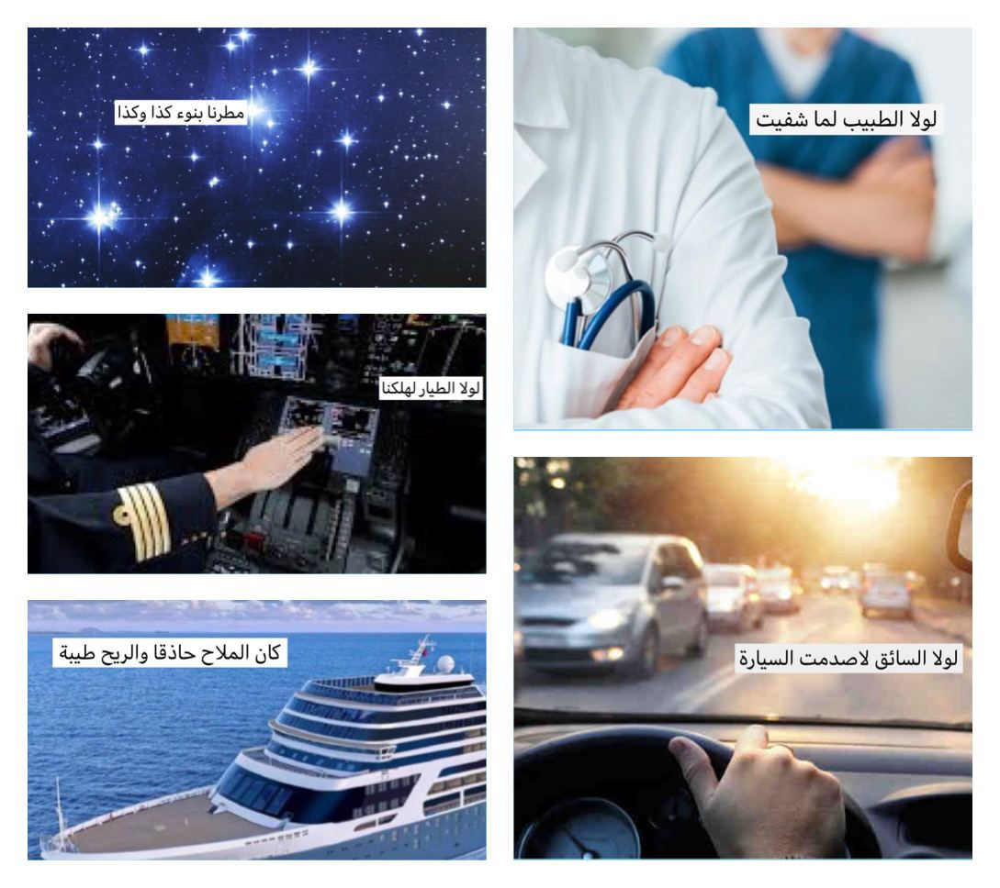 لولا الطبيب لما شفيت
مطرنا بنوء كذا وكذا
لولا الطيار لهلكنا
لولا السائق لاصدمت السيارة
كان الملاح حاذقا والريح طيبة